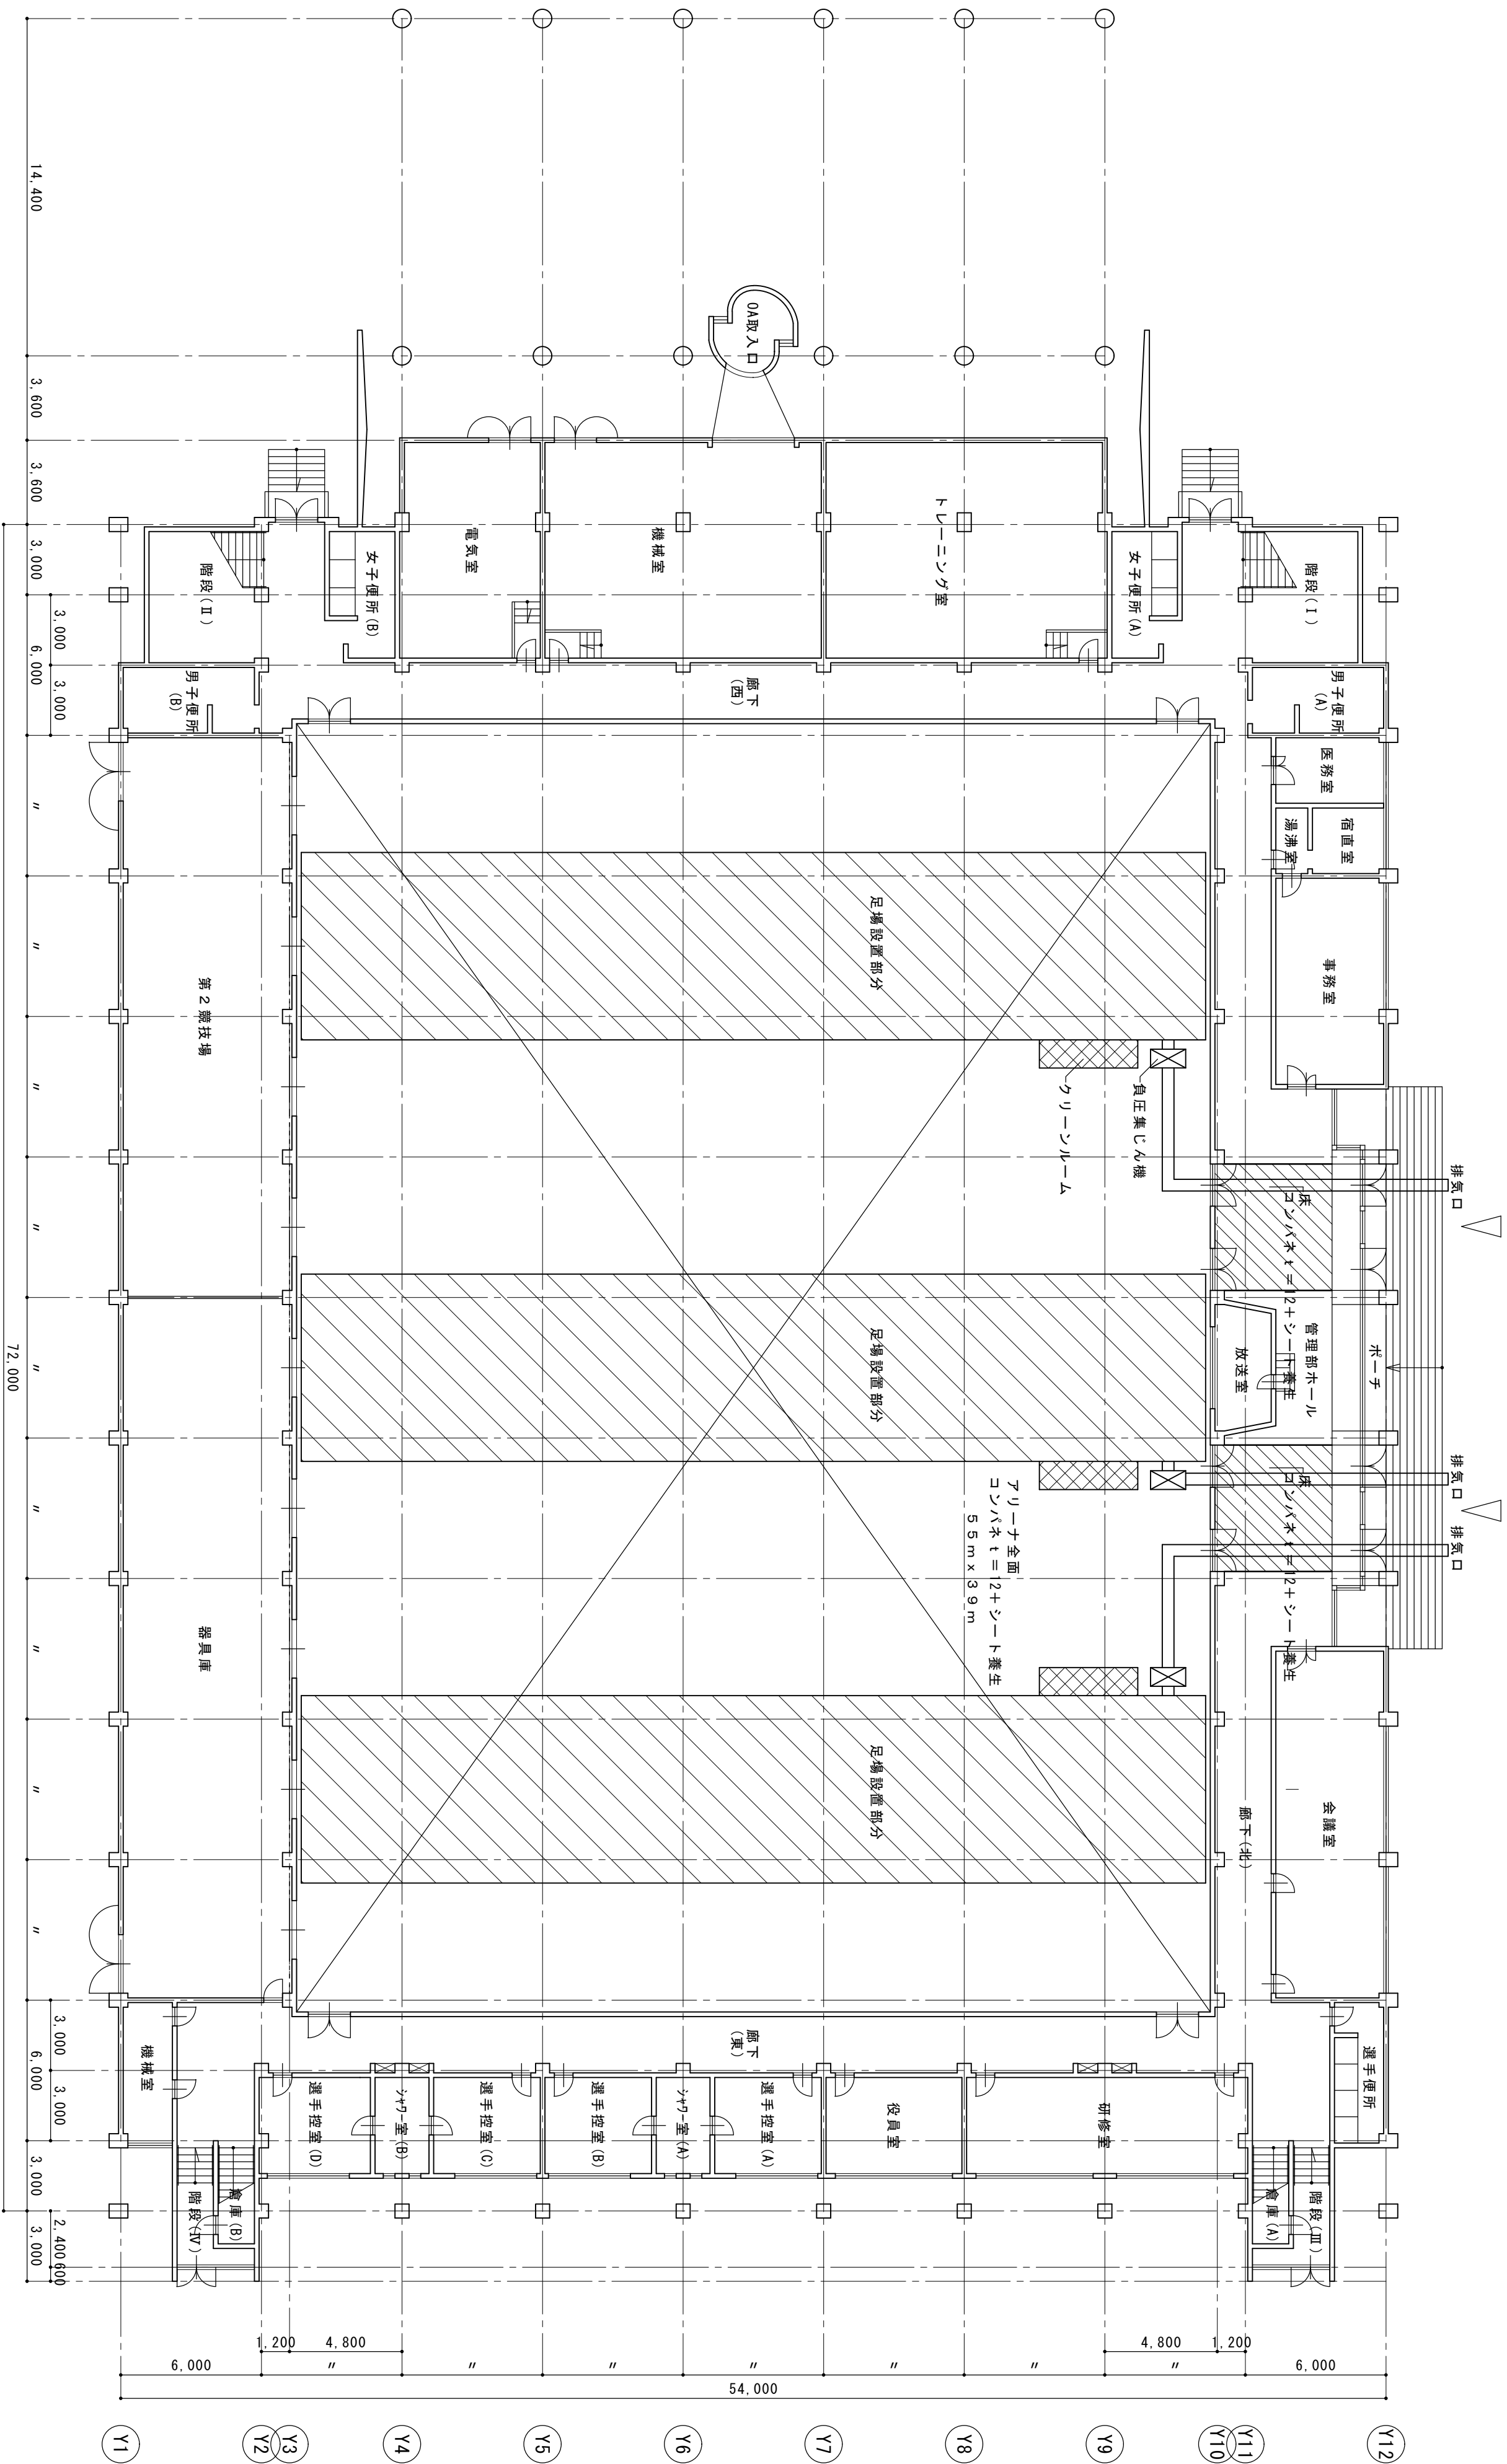 排気口
排気口
排気口
ポーチ
管理部ホール
放送室
床
コンパネｔ＝12＋シート養生
床
コンパネｔ＝12＋シート養生
階段(Ⅰ)
男子便所
(A)
医務室
宿直室
湯沸室
事務室
会議室
選手便所
階段(Ⅲ)
倉庫(A)
廊下(北)
女子便所(A)
トレーニング室
機械室
電気室
女子便所(B)
階段(Ⅱ)
男子便所
(B)
OA取入口
廊下
(西)
足場設置部分
足場設置部分
足場設置部分
負圧集じん機
クリーンルーム
アリーナ全面
コンパネｔ＝12＋シート養生
５５ｍｘ３９ｍ
廊下
(東)
研修室
役員室
選手控室(A)
シャワー室(A)
選手控室(B)
選手控室(C)
シャワー室(B)
選手控室(D)
第２競技場
器具庫
機械室
倉庫(B)
階段(Ⅳ)
14,400
3,600
3,600
3,000
6,000
〃
〃
〃
〃
〃
〃
〃
〃
〃
6,000
3,000
3,000
3,000
3,000
3,000
3,000
2,400
600
72,000
6,000
1,200
4,800
〃
〃
〃
〃
〃
〃
〃
4,800
1,200
6,000
54,000
Y1
Y2
Y3
Y4
Y5
Y6
Y7
Y8
Y9
Y10
Y11
Y12